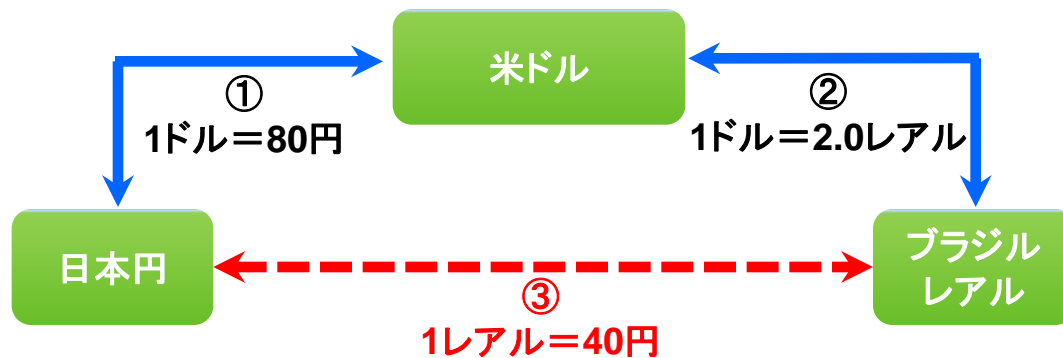 米ドル
①
1ドル＝80円
②
1ドル＝2.0レアル
日本円
ブラジル
レアル
③
1レアル＝40円